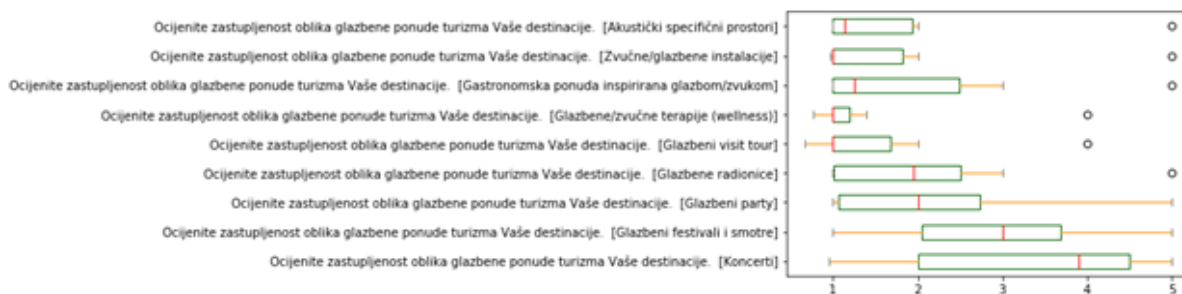 Ocijenite zastupljenost oblika glazbene ponude turizma Vaše destinacije.  [Akustički specifični prostori]
Ocijenite zastupljenost oblika glazbene ponude turizma Vaše destinacije.  [Zvučne/glazbene instalacije]
Ocijenite zastupljenost oblika glazbene ponude turizma Vaše destinacije.  [Gastronomska ponuda inspirirana glazbom/zvukom]
Ocijenite zastupljenost oblika glazbene ponude turizma Vaše destinacije.  [Glazbene/zvučne terapije (wellness)]
Ocijenite zastupljenost oblika glazbene ponude turizma Vaše destinacije.  [Glazbeni visit tour]
Ocijenite zastupljenost oblika glazbene ponude turizma Vaše destinacije.  [Glazbene radionice]
Ocijenite zastupljenost oblika glazbene ponude turizma Vaše destinacije.  [Glazbeni party]
Ocijenite zastupljenost oblika glazbene ponude turizma Vaše destinacije.  [Glazbeni festivali i smotre]
Ocijenite zastupljenost oblika glazbene ponude turizma Vaše destinacije.  [Koncerti]
1 2 3 4 5